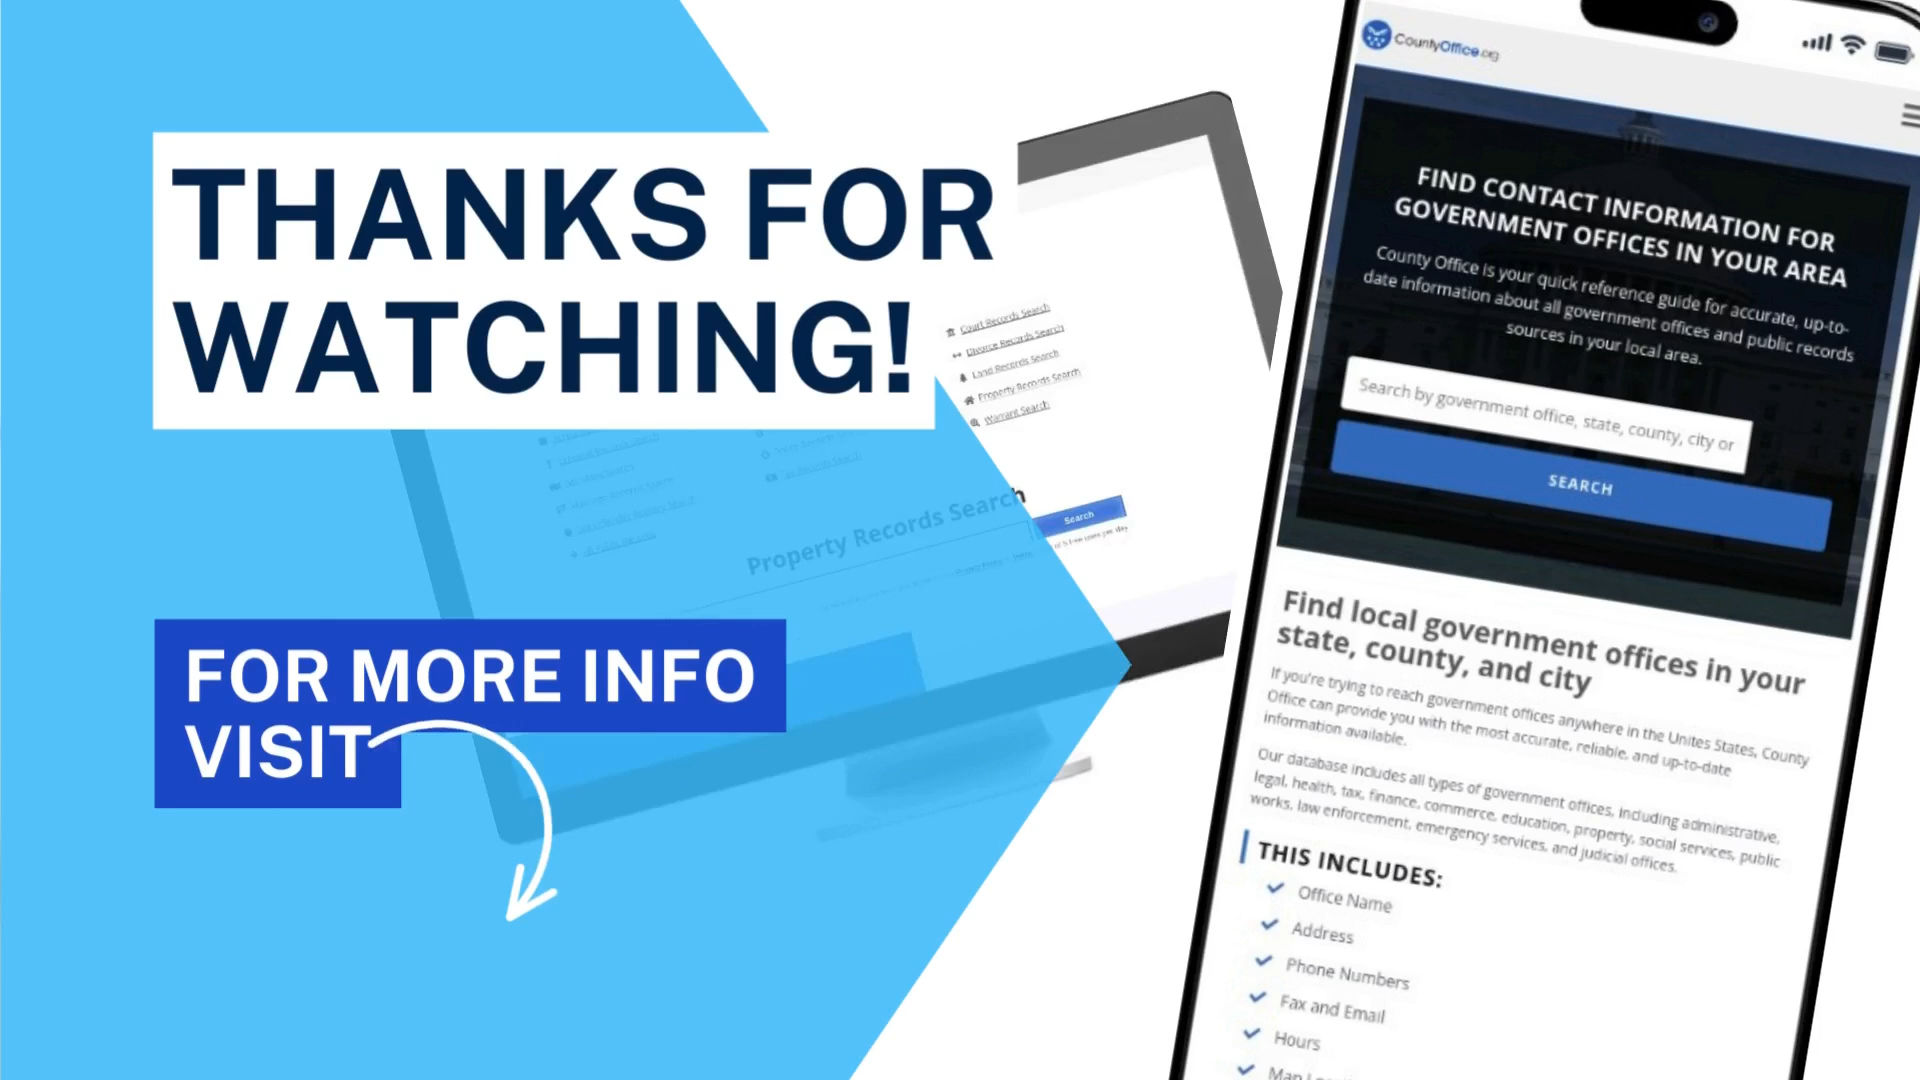 THANKS FOR
WATCHING!
FOR MORE INFO
VISIT
Court Records Search
Divorce Records Search
Land Records Search
Property Records Search
Warrant Search
Property Records Search
Search
CountyOffice.org
FIND CONTACT INFORMATION FOR
GOVERNMENT OFFICES IN YOUR AREA
County Office is your quick reference guide for accurate, up-to-
date information about all government offices and public records
sources in your local area.
Search by government office, state, county, city or
SEARCH
Find local government offices in your
state, county, and city
If you're trying to reach government offices anywhere in the Unites States, County
Office can provide you with the most accurate, reliable, and up-to-date
information available.
Our database includes all types of government offices, including administrative,
legal, health, tax, finance, commerce, education, property, social services, public
works, law enforcement, emergency services, and judicial offices.
THIS INCLUDES:
Office Name
Address
Phone Numbers
Fax and Email
Hours